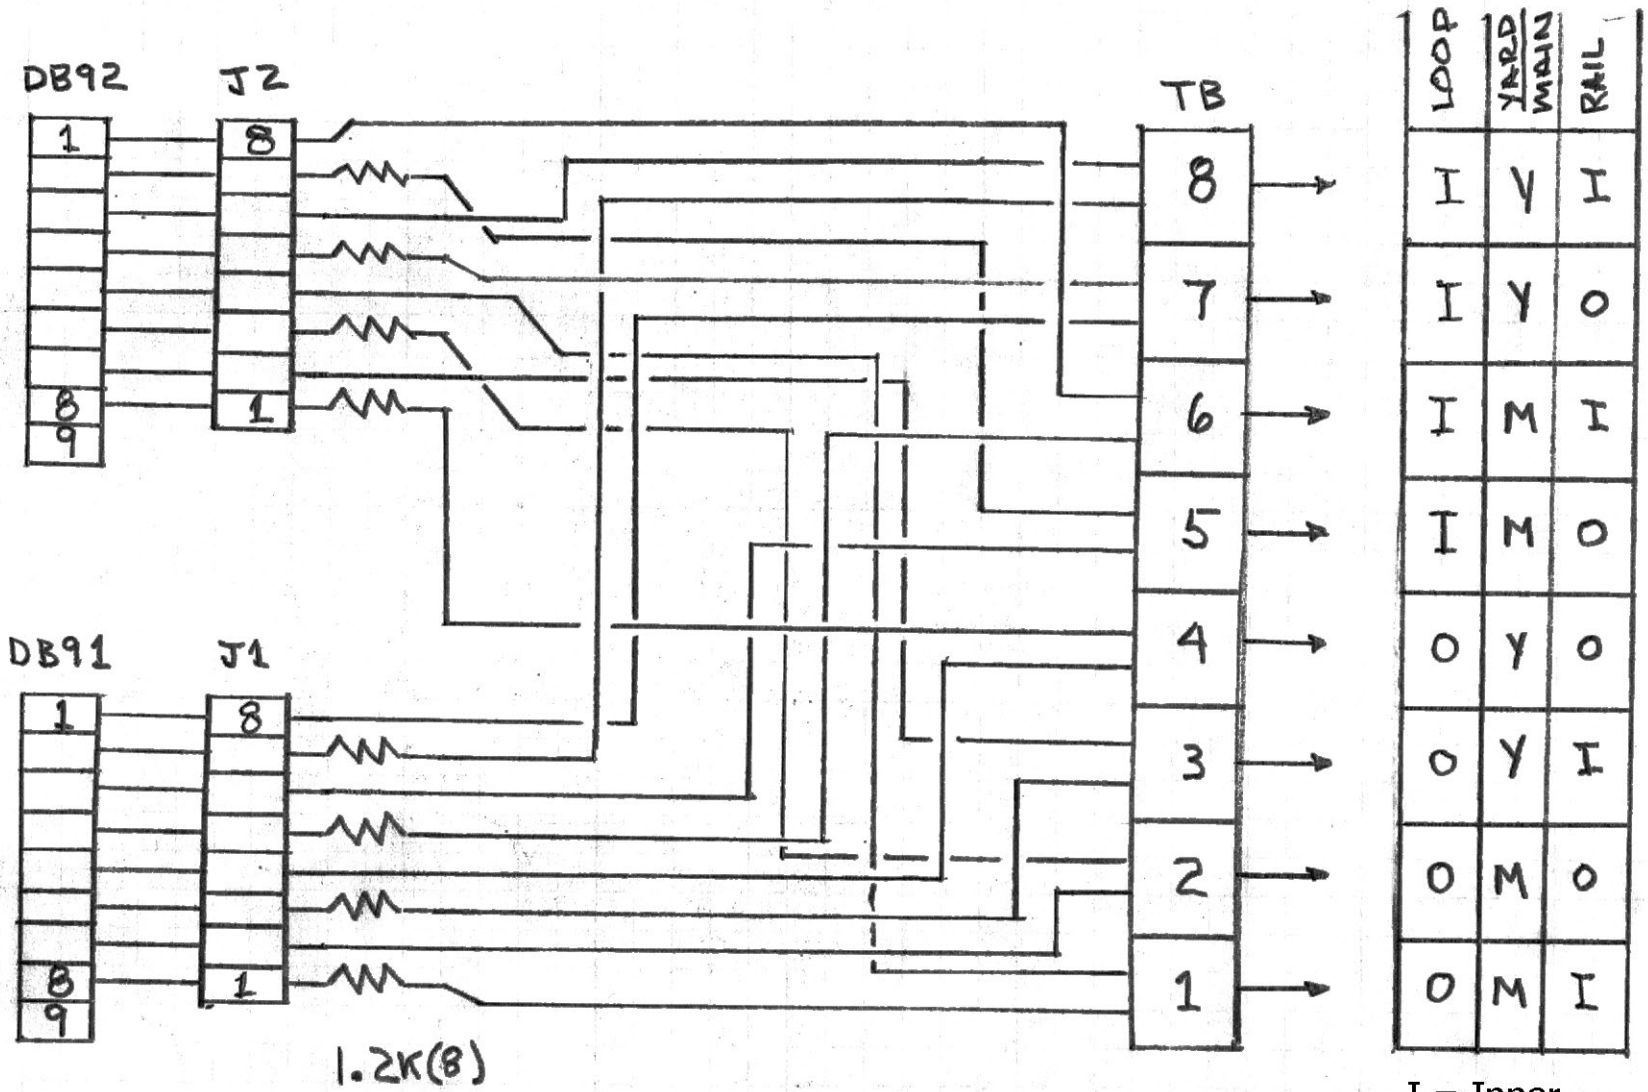 DB92 J2 TB LOOP YARD MAIN RAIL
1 8
8 I Y I
7 I Y O
8 1 6 I M I
9
5 I M O
DB91 J1 4 O Y O
1 8
3 O Y I
2 O M O
8 1 1 O M I
9
1.2K(8)
I = Inner